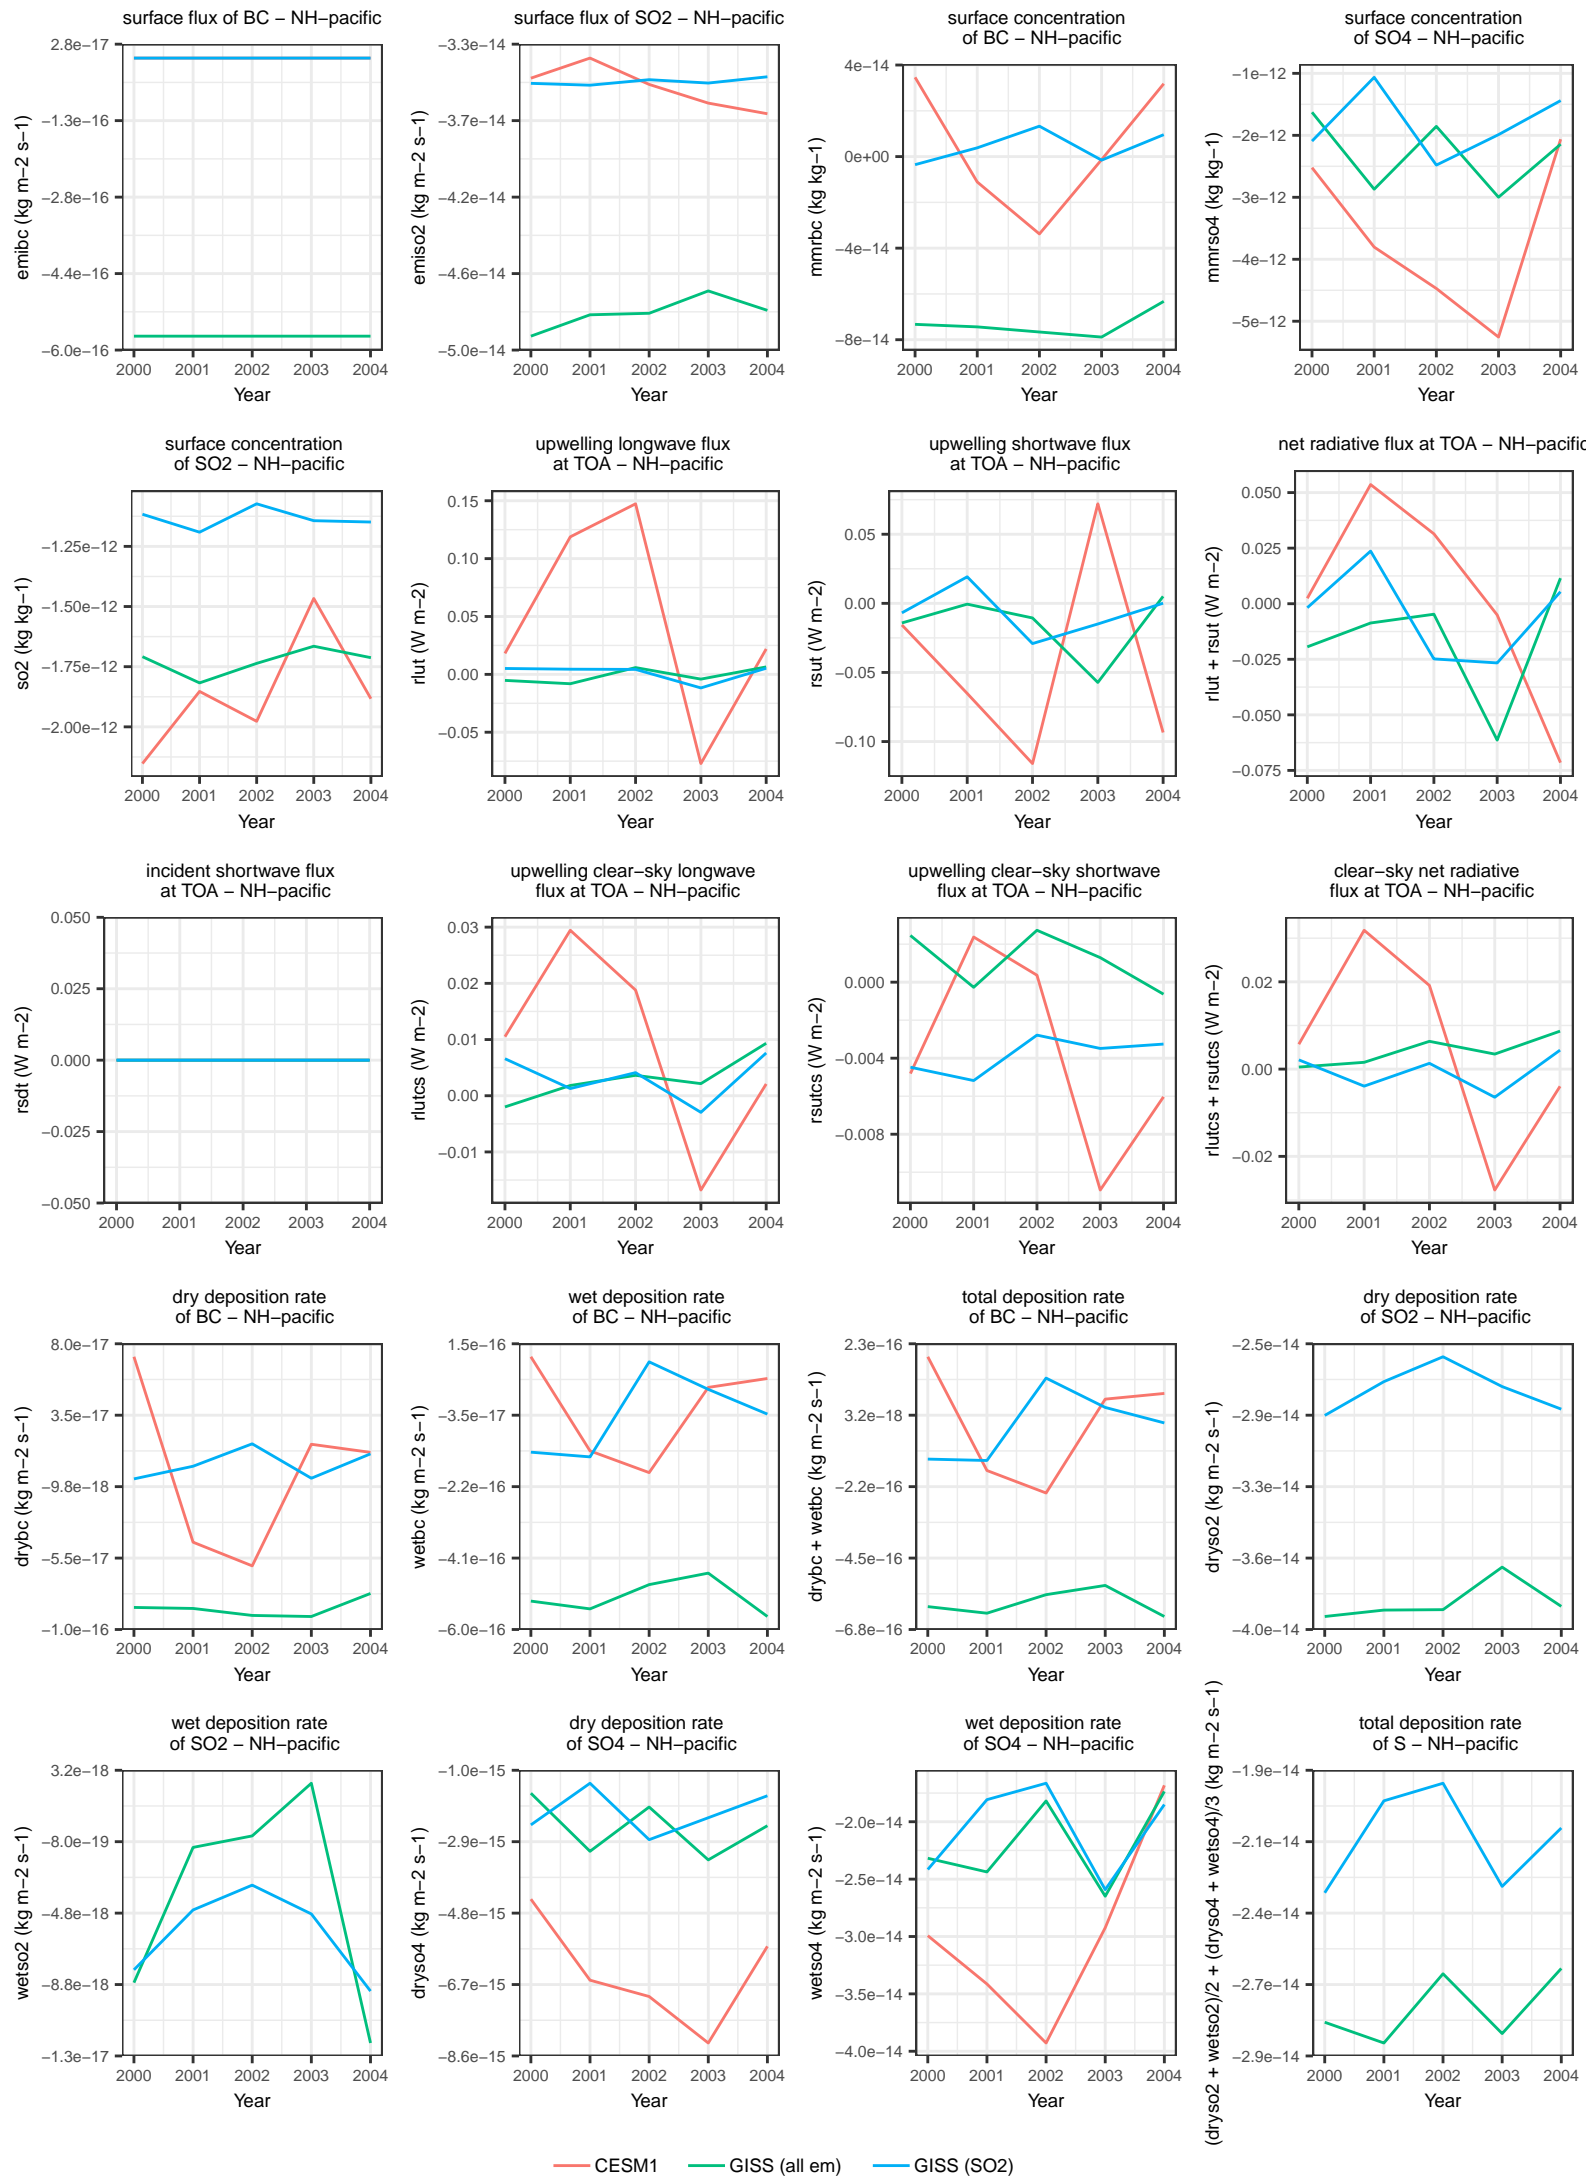 surface flux of BC − NH−pacific
2.8e−17
−1.3e−16
−2.8e−16
−4.4e−16
−6.0e−16
emibc (kg m−2 s−1)
2000 2001 2002 2003 2004
Year
surface flux of SO2 − NH−pacific
−3.3e−14
−3.7e−14
−4.2e−14
−4.6e−14
−5.0e−14
emiso2 (kg m−2 s−1)
2000 2001 2002 2003 2004
Year
surface concentration
of BC − NH−pacific
4e−14
0e+00
−4e−14
−8e−14
mmrbc (kg kg−1)
2000 2001 2002 2003 2004
Year
surface concentration
of SO4 − NH−pacific
−1e−12
−2e−12
−3e−12
−4e−12
−5e−12
mmrso4 (kg kg−1)
2000 2001 2002 2003 2004
Year
surface concentration
of SO2 − NH−pacific
−1.25e−12
−1.50e−12
−1.75e−12
−2.00e−12
so2 (kg kg−1)
2000 2001 2002 2003 2004
Year
upwelling longwave flux
at TOA − NH−pacific
0.15
0.10
0.05
0.00
−0.05
rlut (W m−2)
2000 2001 2002 2003 2004
Year
upwelling shortwave flux
at TOA − NH−pacific
0.05
0.00
−0.05
−0.10
rsut (W m−2)
2000 2001 2002 2003 2004
Year
net radiative flux at TOA − NH−pacific
0.050
0.025
0.000
−0.025
−0.050
−0.075
rlut + rsut (W m−2)
2000 2001 2002 2003 2004
Year
incident shortwave flux
at TOA − NH−pacific
0.050
0.025
0.000
−0.025
−0.050
rsdt (W m−2)
2000 2001 2002 2003 2004
Year
upwelling clear−sky longwave
flux at TOA − NH−pacific
0.03
0.02
0.01
0.00
−0.01
rlutcs (W m−2)
2000 2001 2002 2003 2004
Year
upwelling clear−sky shortwave
flux at TOA − NH−pacific
0.000
−0.004
−0.008
rsutcs (W m−2)
2000 2001 2002 2003 2004
Year
clear−sky net radiative
flux at TOA − NH−pacific
0.02
0.00
−0.02
rlutcs + rsutcs (W m−2)
2000 2001 2002 2003 2004
Year
dry deposition rate
of BC − NH−pacific
8.0e−17
3.5e−17
−9.8e−18
−5.5e−17
−1.0e−16
drybc (kg m−2 s−1)
2000 2001 2002 2003 2004
Year
wet deposition rate
of BC − NH−pacific
1.5e−16
−3.5e−17
−2.2e−16
−4.1e−16
−6.0e−16
wetbc (kg m−2 s−1)
2000 2001 2002 2003 2004
Year
total deposition rate
of BC − NH−pacific
2.3e−16
3.2e−18
−2.2e−16
−4.5e−16
−6.8e−16
drybc + wetbc (kg m−2 s−1)
2000 2001 2002 2003 2004
Year
dry deposition rate
of SO2 − NH−pacific
−2.5e−14
−2.9e−14
−3.3e−14
−3.6e−14
−4.0e−14
dryso2 (kg m−2 s−1)
2000 2001 2002 2003 2004
Year
wet deposition rate
of SO2 − NH−pacific
3.2e−18
−8.0e−19
−4.8e−18
−8.8e−18
−1.3e−17
wetso2 (kg m−2 s−1)
2000 2001 2002 2003 2004
Year
dry deposition rate
of SO4 − NH−pacific
−1.0e−15
−2.9e−15
−4.8e−15
−6.7e−15
−8.6e−15
dryso4 (kg m−2 s−1)
2000 2001 2002 2003 2004
Year
wet deposition rate
of SO4 − NH−pacific
−2.0e−14
−2.5e−14
−3.0e−14
−3.5e−14
−4.0e−14
wetso4 (kg m−2 s−1)
2000 2001 2002 2003 2004
Year
total deposition rate
of S − NH−pacific
−1.9e−14
−2.1e−14
−2.4e−14
−2.7e−14
−2.9e−14
(dryso2 + wetso2)/2 + (dryso4 + wetso4)/3 (kg m−2 s−1)
2000 2001 2002 2003 2004
Year
CESM1 GISS (all em) GISS (SO2)